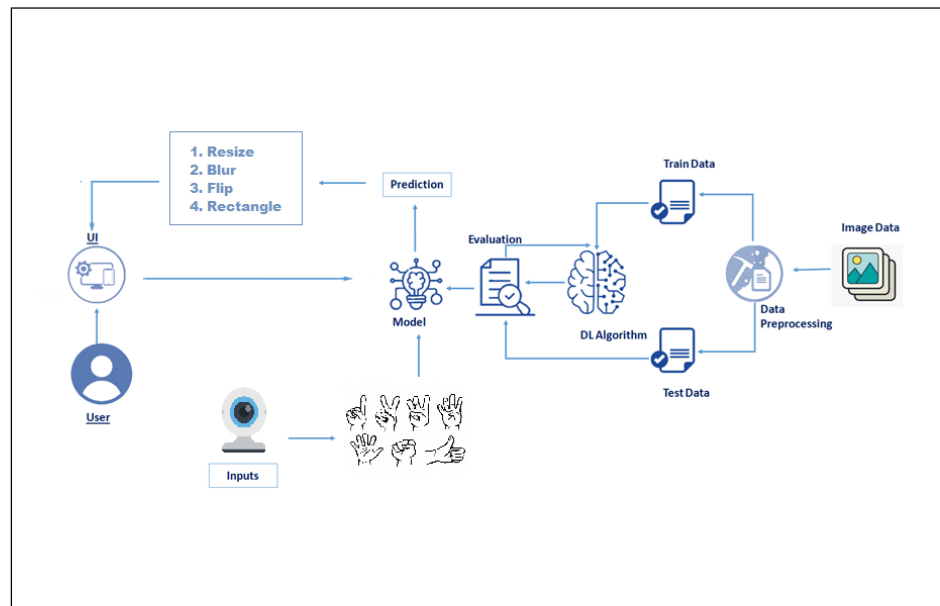 1. Resize
2. Blur
3. Flip
4. Rectangle
Prediction
Train Data
Image Data
UI
Evaluation
Model
DL Algorithm
Data
Preprocessing
Test Data
User
Inputs